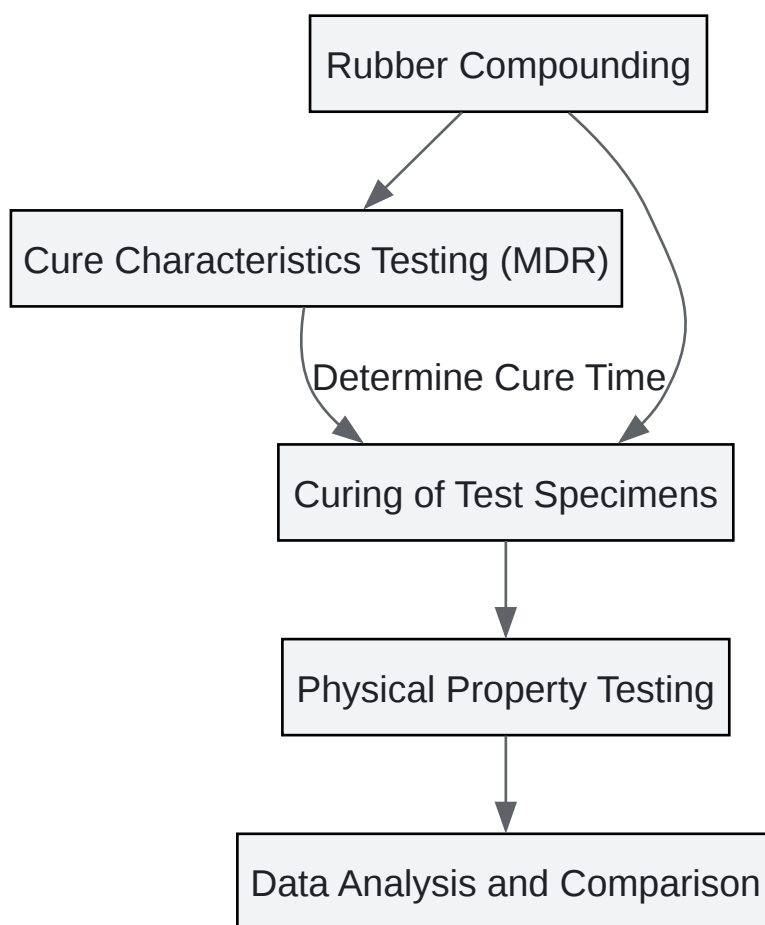 Rubber Compounding
Cure Characteristics Testing (MDR)
Determine Cure Time
Curing of Test Specimens
Physical Property Testing
Data Analysis and Comparison